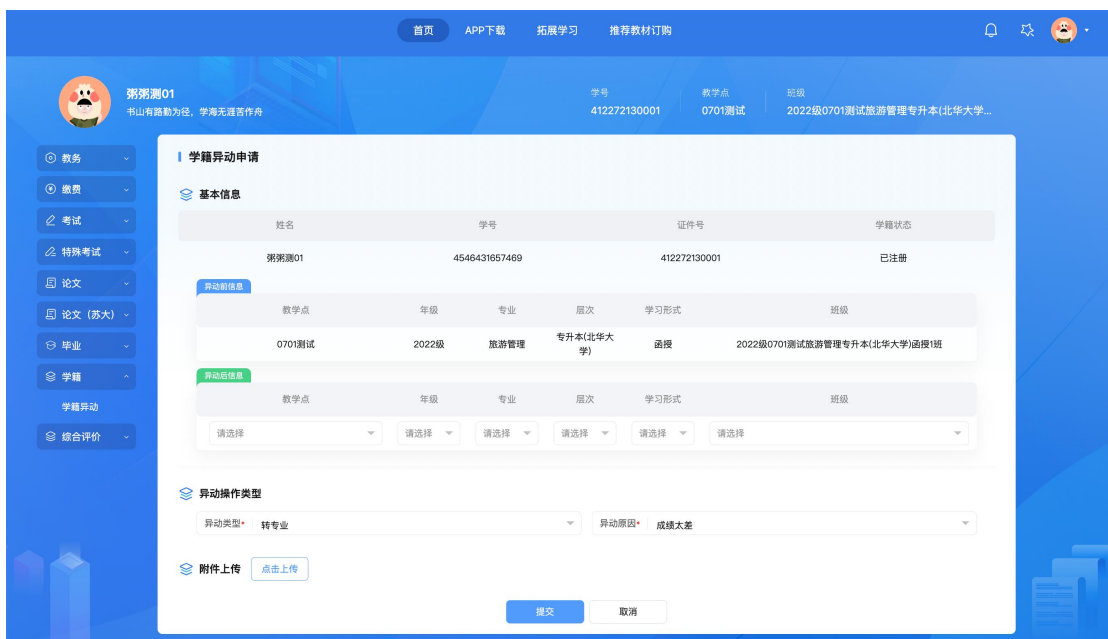 首页 APP下载 拓展学习 推荐教材订购
粥粥测01
书山有路勤为径，学海无涯苦作舟
学号 教学点 班级
412272130001 0701测试 2022级0701测试旅游管理专升本(北华大学...
教务
缴费
考试
特殊考试
论文
论文（苏大）
毕业
学籍
学籍异动
综合评价
学籍异动申请
基本信息
姓名 学号 证件号 学籍状态
粥粥测01 4546431657469 412272130001 已注册
异动前信息
教学点 年级 专业 层次 学习形式 班级
0701测试 2022级 旅游管理 专升本(北华大学) 函授 2022级0701测试旅游管理专升本(北华大学)函授1班
异动后信息
教学点 年级 专业 层次 学习形式 班级
请选择 请选择 请选择 请选择 请选择 请选择
异动操作类型
异动类型* 转专业 异动原因* 成绩太差
附件上传 点击上传
提交 取消